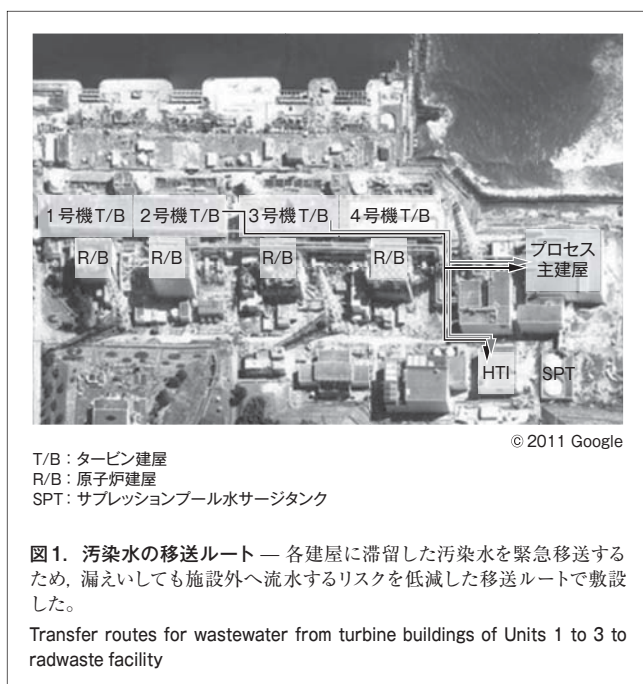 1号機T/B 2号機T/B 3号機T/B 4号機T/B
R/B R/B R/B R/B
プロセス
主建屋
HTI SPT
© 2011 Google
T/B：タービン建屋
R/B：原子炉建屋
SPT：サプレッションプール水サージタンク
図1．汚染水の移送ルート — 各建屋に滞留した汚染水を緊急移送する
ため，漏えいしても施設外へ流水するリスクを低減した移送ルートで敷設
した。
Transfer routes for wastewater from turbine buildings of Units 1 to 3 to
radwaste facility